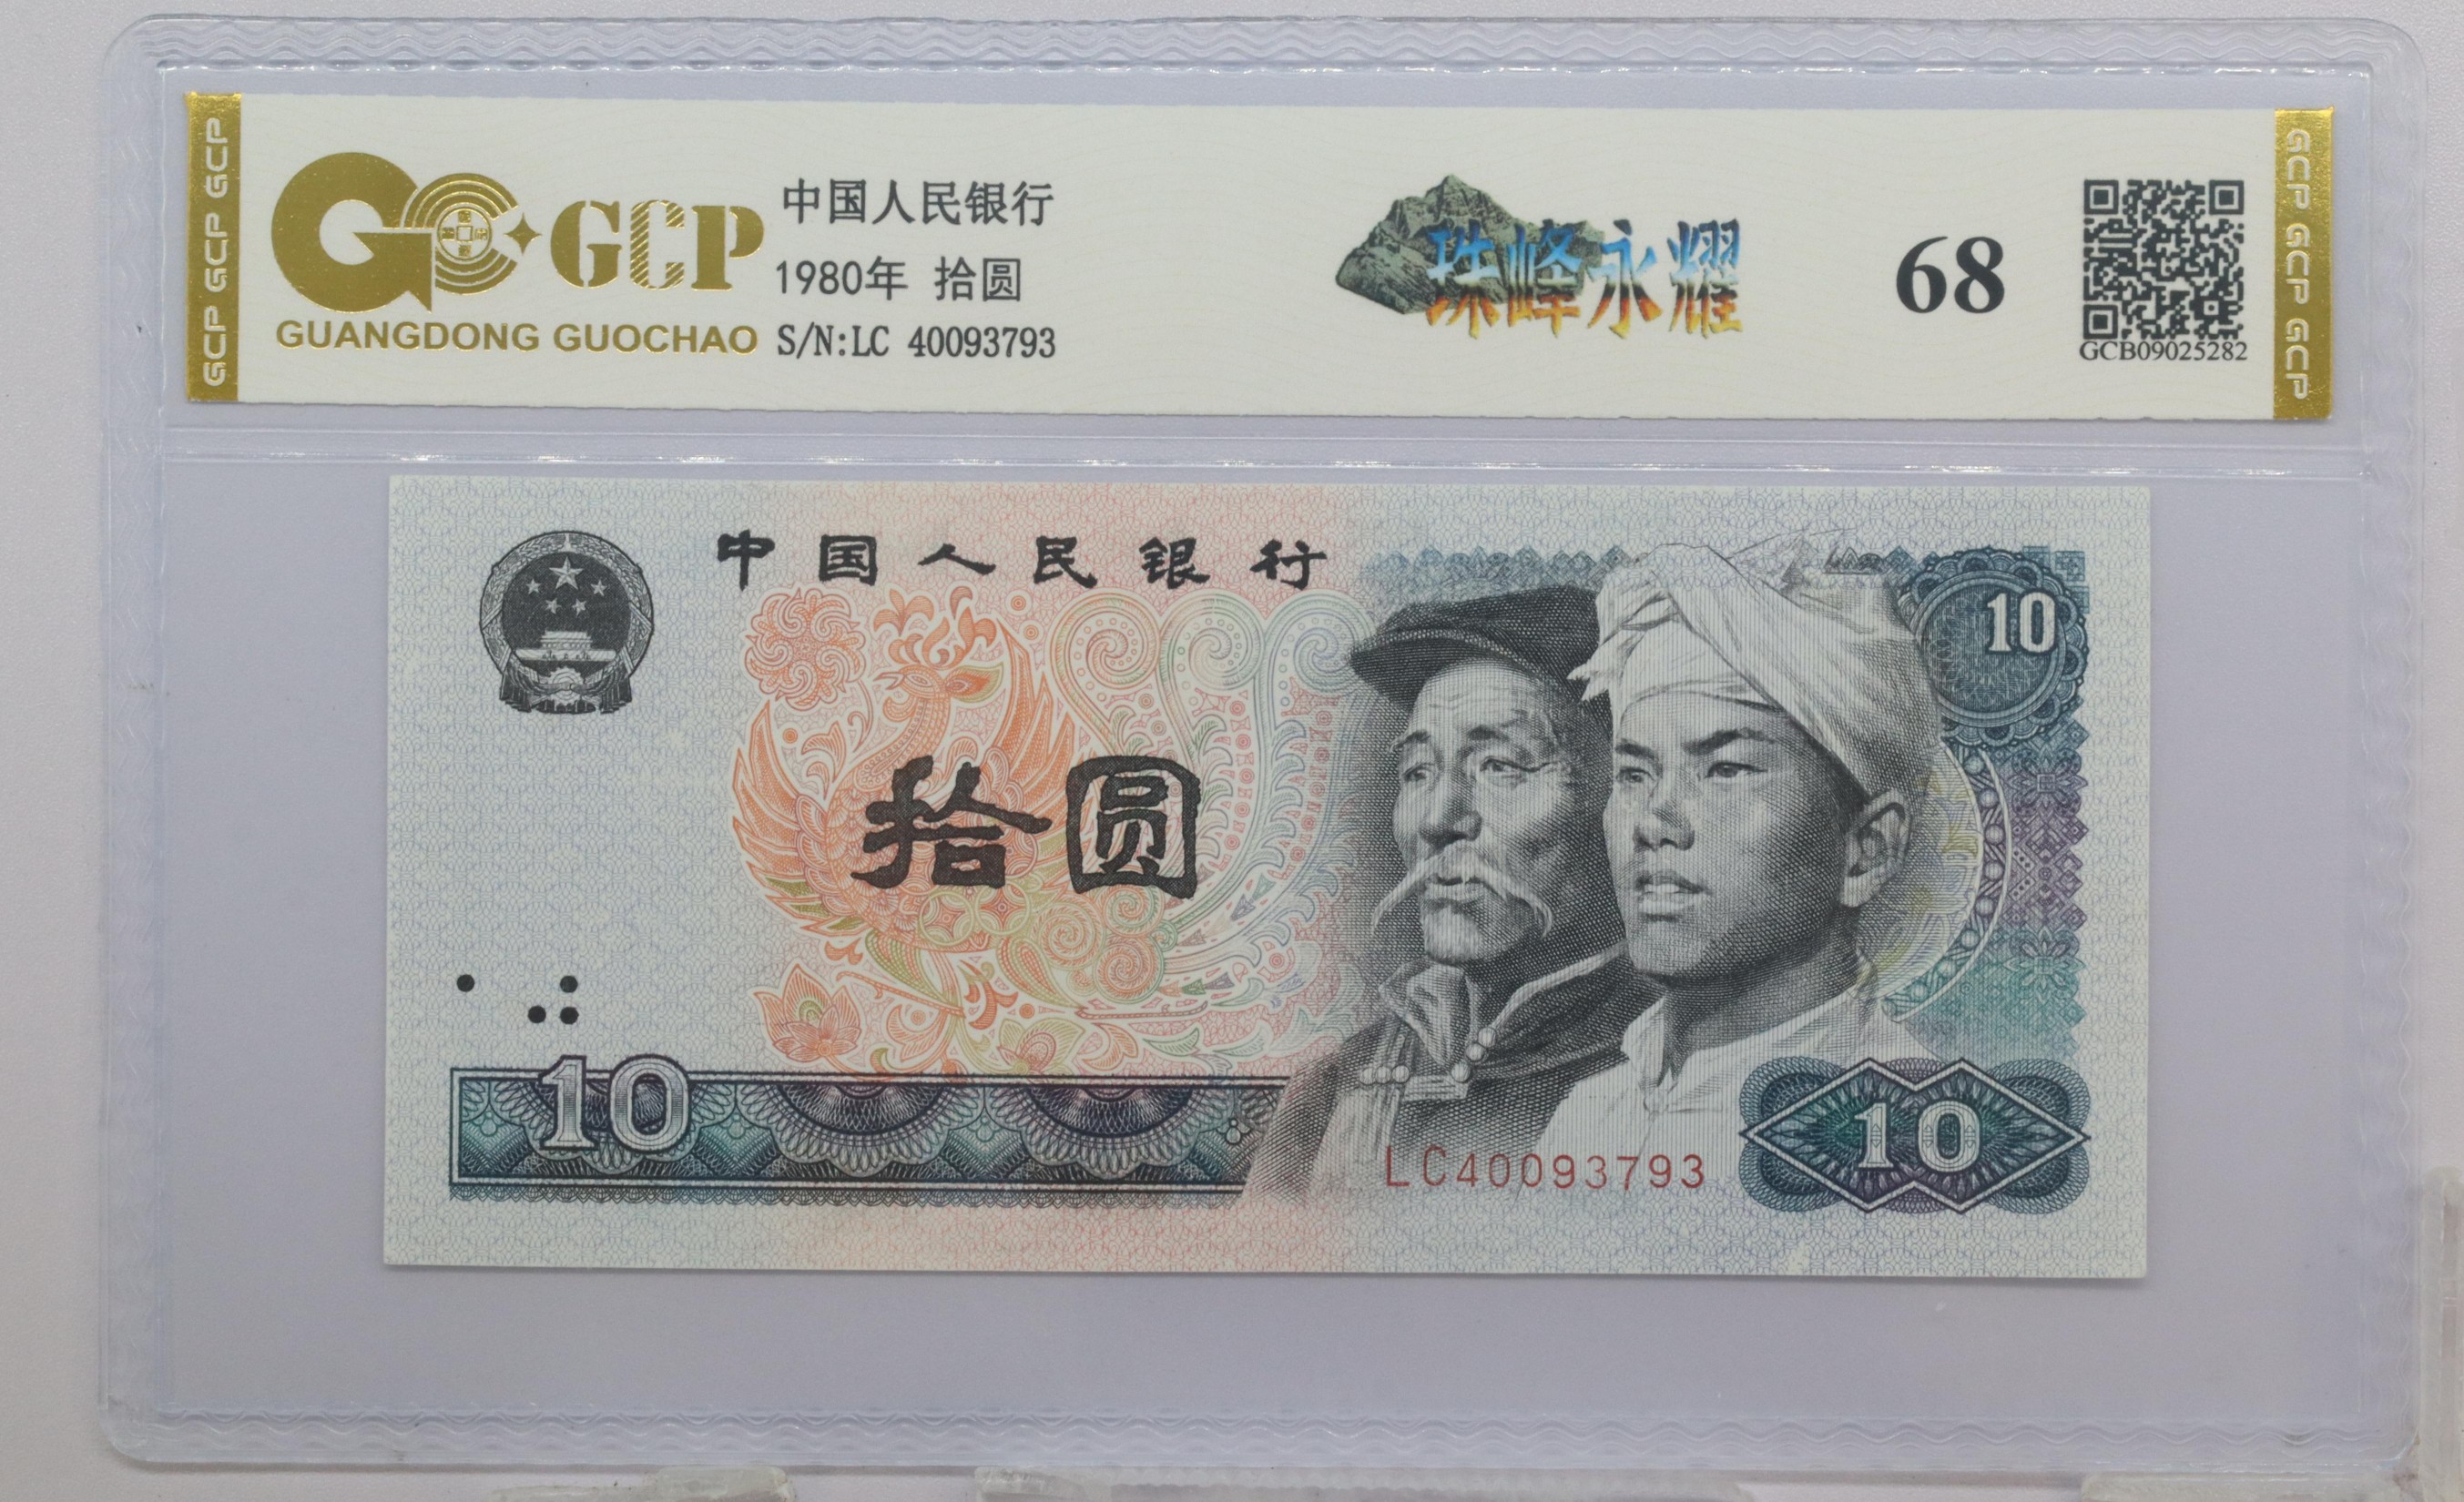 GCP GCP GCP
GCP
GUANGDONG GUOCHAO
中国人民银行
1980年 拾圆
S/N:LC 40093793
珠峰永耀
68
GCB09025282
GCP GCP GCP
中国人民银行
10
拾圆
10
LC40093793
10